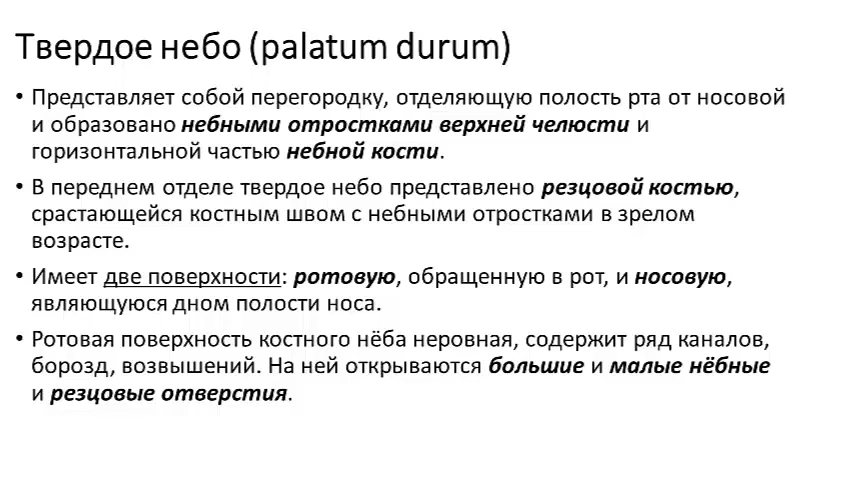 Твердое небо (palatum durum)
• Представляет собой перегородку, отделяющую полость рта от носовой
и образовано небными отростками верхней челюсти и
горизонтальной частью небной кости.
• В переднем отделе твердое небо представлено резцовой костью,
срастающейся костным швом с небными отростками в зрелом
возрасте.
• Имеет две поверхности: ротовую, обращенную в рот, и носовую,
являющуюся дном полости носа.
• Ротовая поверхность костного нёба неровная, содержит ряд каналов,
борозд, возвышений. На ней открываются большие и малые нёбные
и резцовые отверстия.